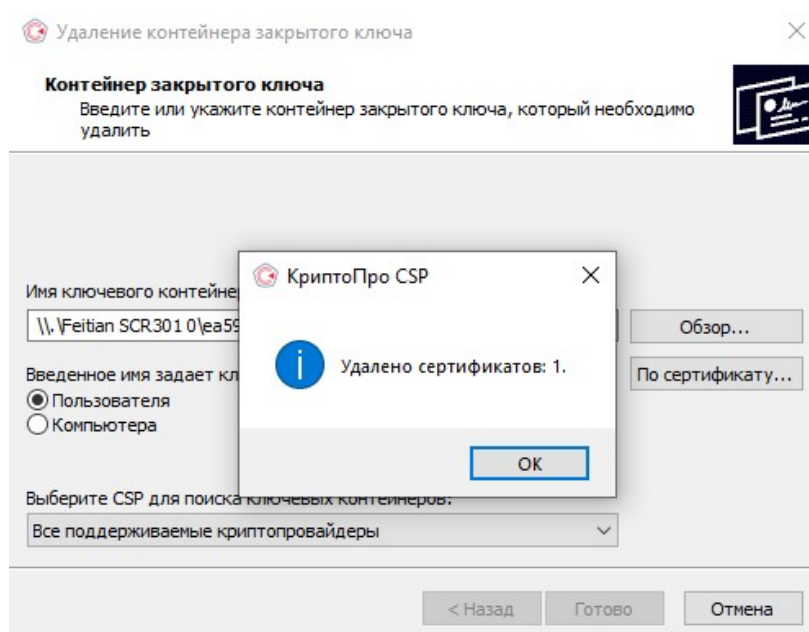 Удаление контейнера закрытого ключа
Контейнер закрытого ключа
Введите или укажите контейнер закрытого ключа, который необходимо
удалить
КриптоПро CSP
Удалено сертификатов: 1.
OK
Имя ключевого контейне
\\.\Feitian SCR301 0\ea59
Обзор...
Введенное имя задает кл
По сертификату...
Пользователя
Компьютера
Выберите CSP для поиска ключевых контейнеров:
Все поддерживаемые криптопровайдеры
< Назад
Готово
Отмена